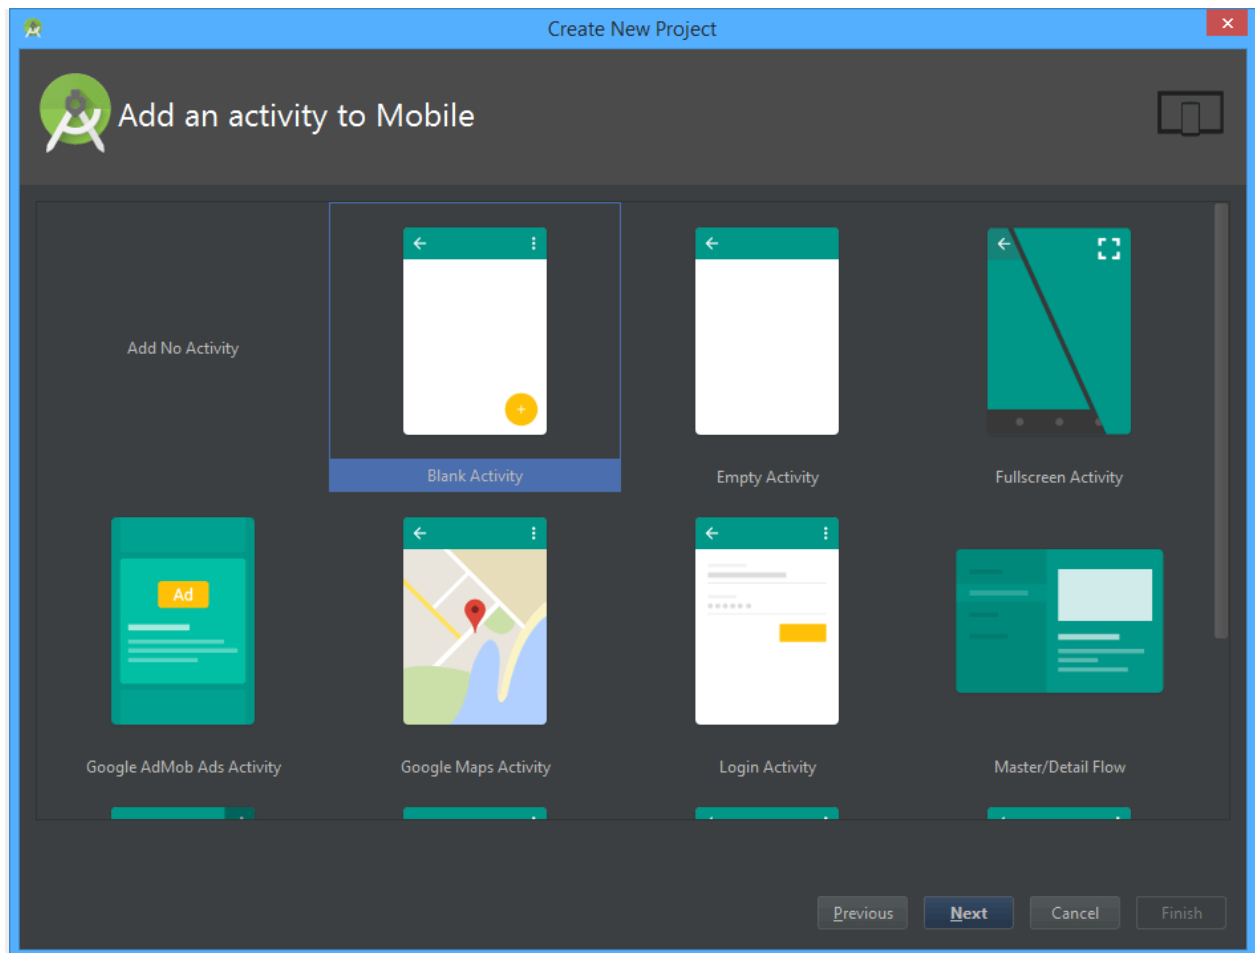 Create New Project
Add an activity to Mobile
Add No Activity
Blank Activity
Empty Activity
Fullscreen Activity
Ad
Google AdMob Ads Activity
Google Maps Activity
Login Activity
Master/Detail Flow
Previous
Next
Cancel
Finish